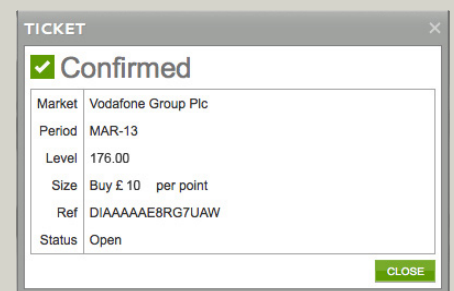 TICKET
Confirmed
Market Vodafone Group Plc
Period MAR-13
Level 176.00
Size Buy £ 10 per point
Ref DIAAAAAE8RG7UAW
Status Open
CLOSE